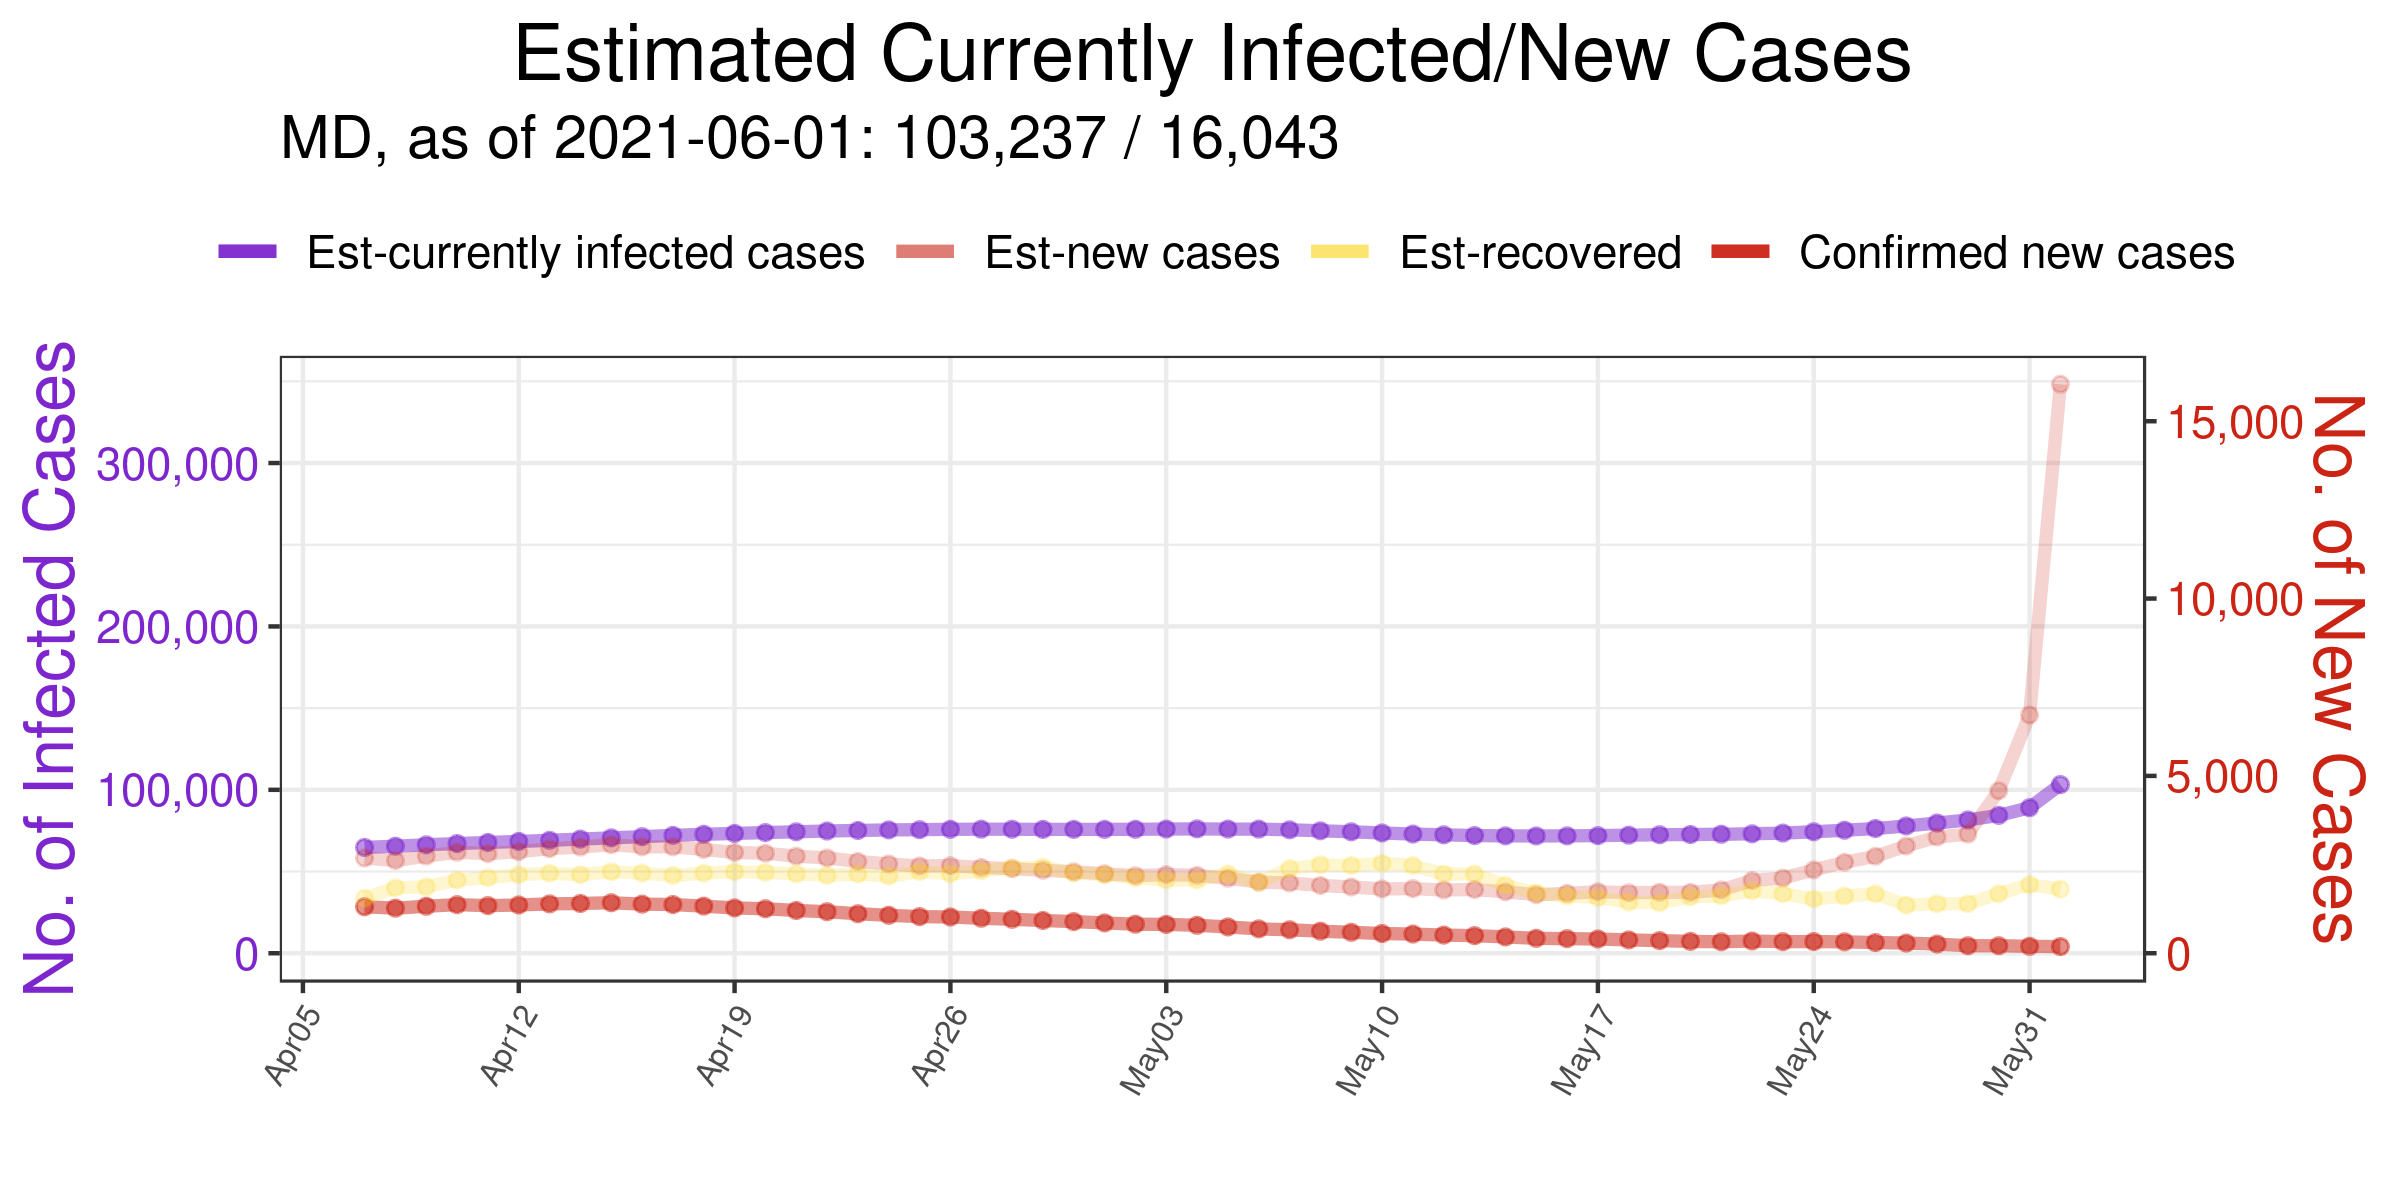 Estimated Currently Infected/New Cases
MD, as of 2021-06-01: 103,237 / 16,043
Est-currently infected cases Est-new cases Est-recovered Confirmed new cases
No. of Infected Cases
300,000
200,000
100,000
0
15,000
10,000
5,000
0
No. of New Cases
Apr05 Apr12 Apr19 Apr26 May03 May10 May17 May24 May31